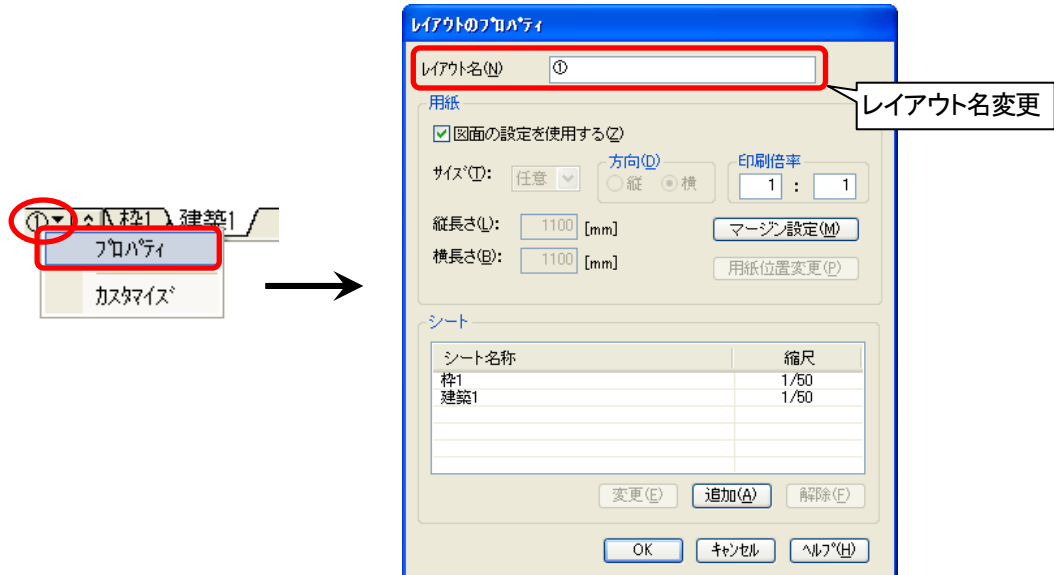 ①▼ 枠1 建築1
ﾌﾟﾛﾊﾟﾃｨ
ｶｽﾀﾏｲｽﾞ
ﾚｲｱｳﾄのﾌﾟﾛﾊﾟﾃｨ
ﾚｲｱｳﾄ名(N) ①
レイアウト名変更
用紙
図面の設定を使用する(Z)
ｻｲｽﾞ(T): 任意
方向(D)
縦 横
印刷倍率
1 : 1
縦長さ(L): 1100 [mm]
マージン設定(M)
横長さ(B): 1100 [mm]
用紙位置変更(P)
シート
シート名称 縮尺
枠1 1/50
建築1 1/50
変更(E) 追加(A) 解除(F)
OK ｷｬﾝｾﾙ ﾍﾙﾌﾟ(H)